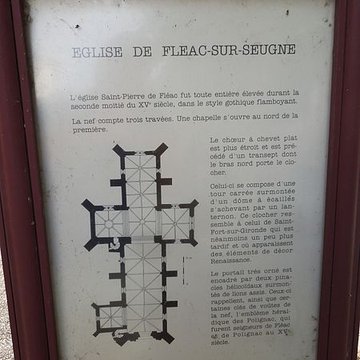 EGLISE DE FLEAC-SUR-SEUGNE
L'église Saint-Pierre de Fléac fut toute entière élevée durant la
seconde moitié du XVe siècle, dans le style gothique flamboyant.
La nef compte trois travées. Une chapelle s'ouvre au nord de la
première.
Le chœur à chevet plat
est plus étroit et est pré-
cédé d'un transept dont
le bras nord porte le clo-
cher.
Celui-ci se compose d'une
tour carrée surmontée
d'un dôme à écailles
s'achevant par un lan-
ternon. Ce clocher res-
semble à celui de Saint-
Fort-sur-Gironde qui est
néanmoins un peu plus
tardif et où apparaissent
des éléments de décor
Renaissance.
Le portail très orné est
encadré par deux pina-
cles hélicoïdaux surmon-
tés de lions assis. Ceux-ci
rappellent, ainsi que cer-
taines clés de voûtes de
la nef, l'emblème héral-
dique des Polignac, qui
furent seigneurs de Fléac
et de Polignac au XVe
siècle.